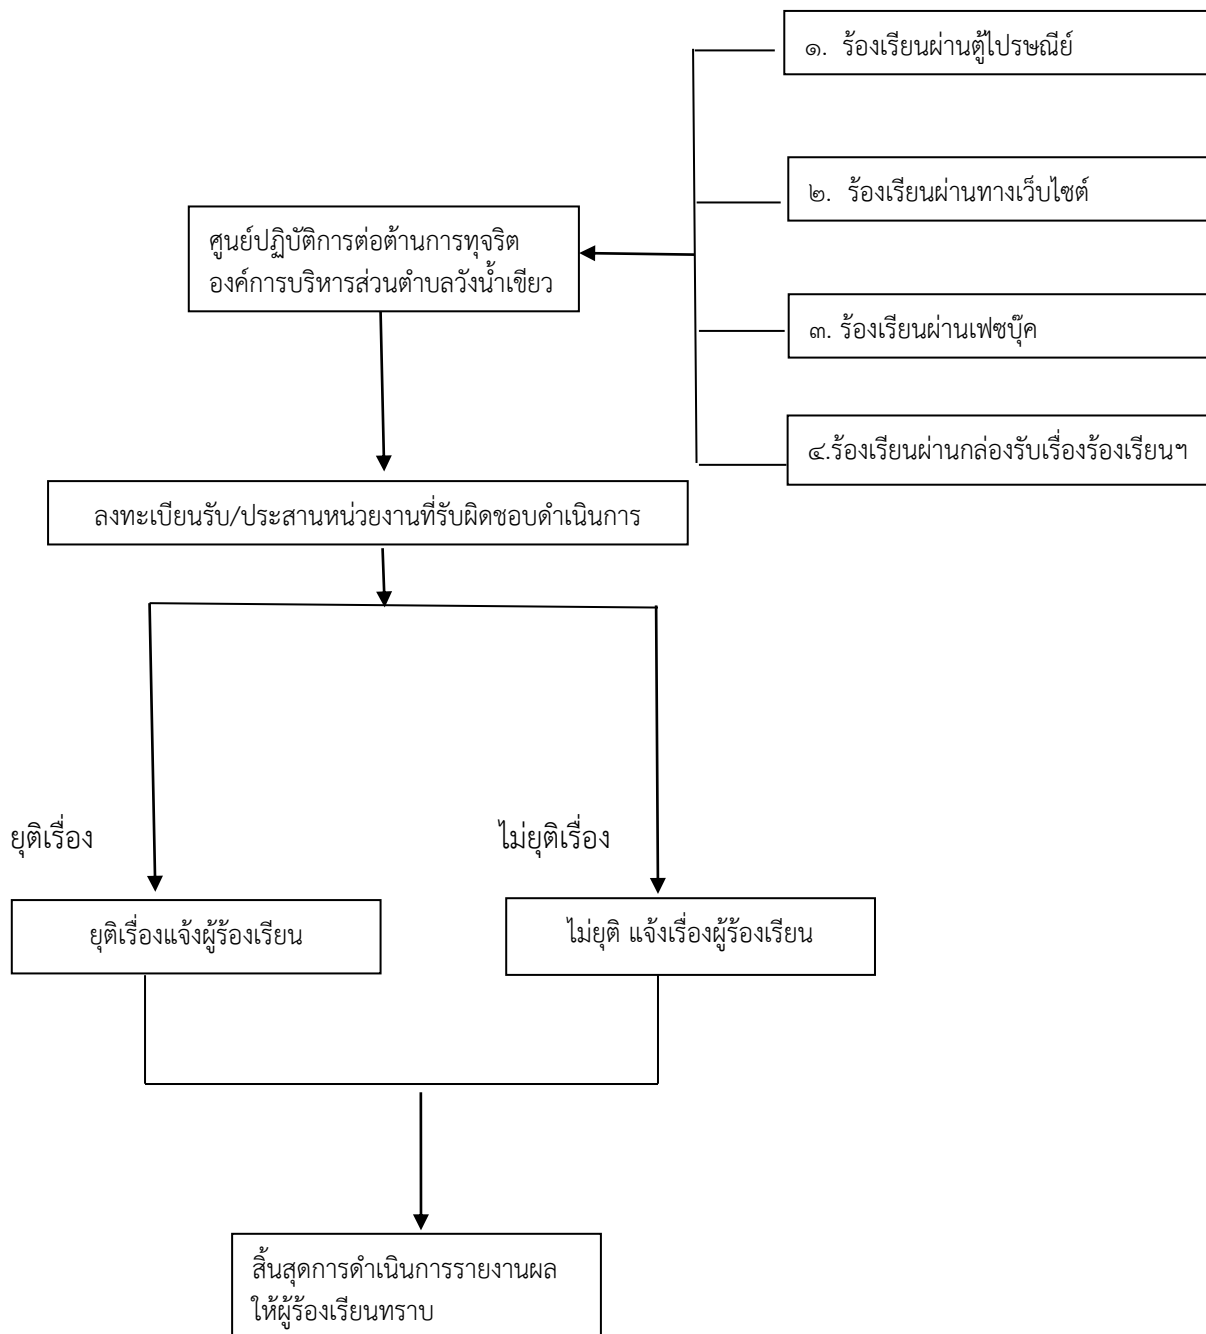 ๑.  ร้องเรียนผ่านตู้ไปรษณีย์
๒.  ร้องเรียนผ่านทางเว็บไซต์
ศูนย์ปฏิบัติการต่อต้านการทุจริต
องค์การบริหารส่วนตำบลวังน้ำเขียว
๓. ร้องเรียนผ่านเฟซบุ๊ค
๔.ร้องเรียนผ่านกล่องรับเรื่องร้องเรียนฯ
ลงทะเบียนรับ/ประสานหน่วยงานที่รับผิดชอบดำเนินการ
ยุติเรื่อง
ไม่ยุติเรื่อง
ยุติเรื่องแจ้งผู้ร้องเรียน
ไม่ยุติ แจ้งเรื่องผู้ร้องเรียน
สิ้นสุดการดำเนินการรายงานผล
ให้ผู้ร้องเรียนทราบ